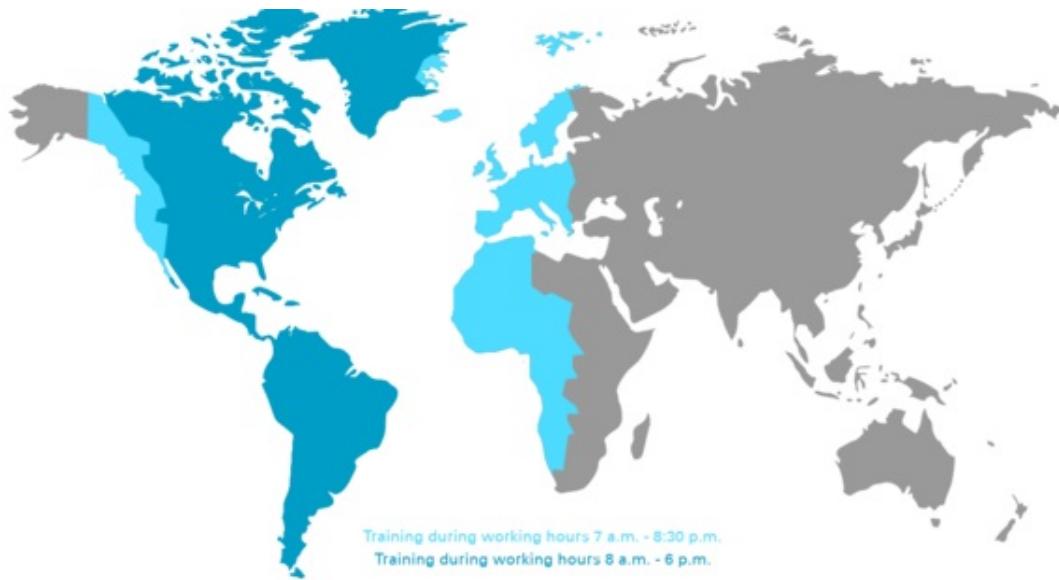 Training during working hours 7 a.m. - 8:30 p.m.
Training during working hours 8 a.m. - 6 p.m.